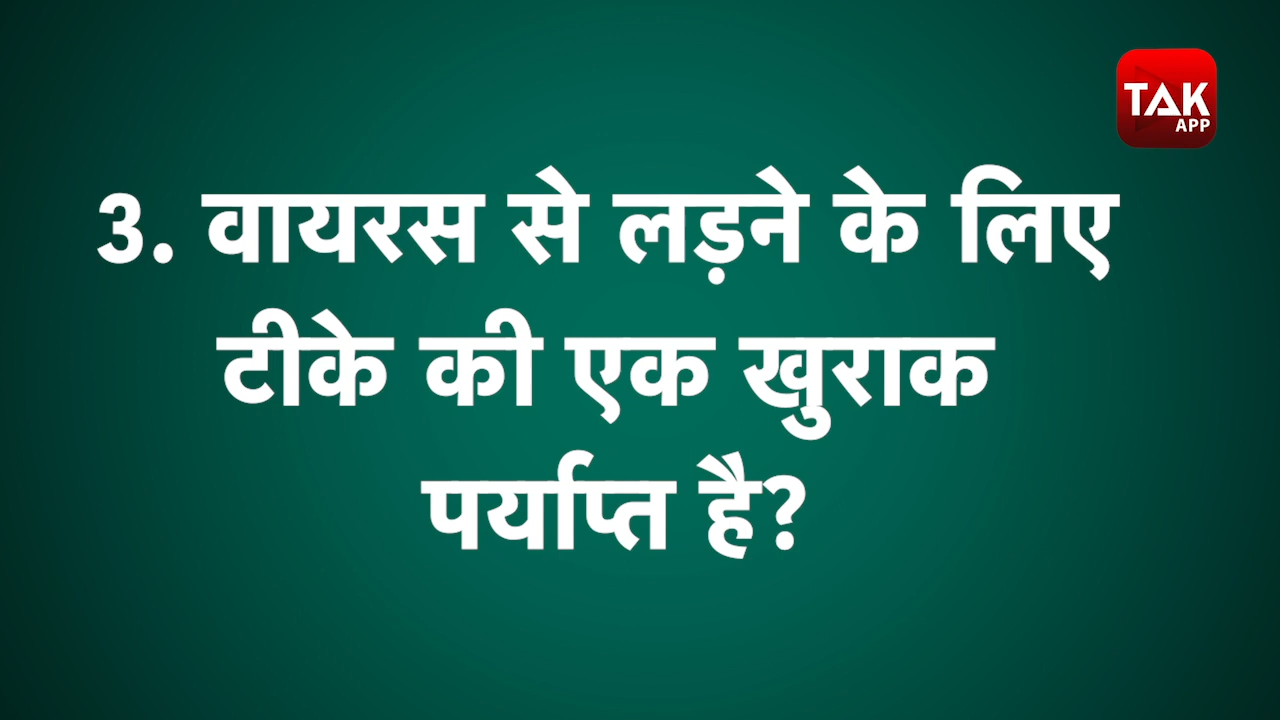 TAK
APP
3. वायरस से लड़ने के लिए
टीके की एक खुराक
पर्याप्त है?